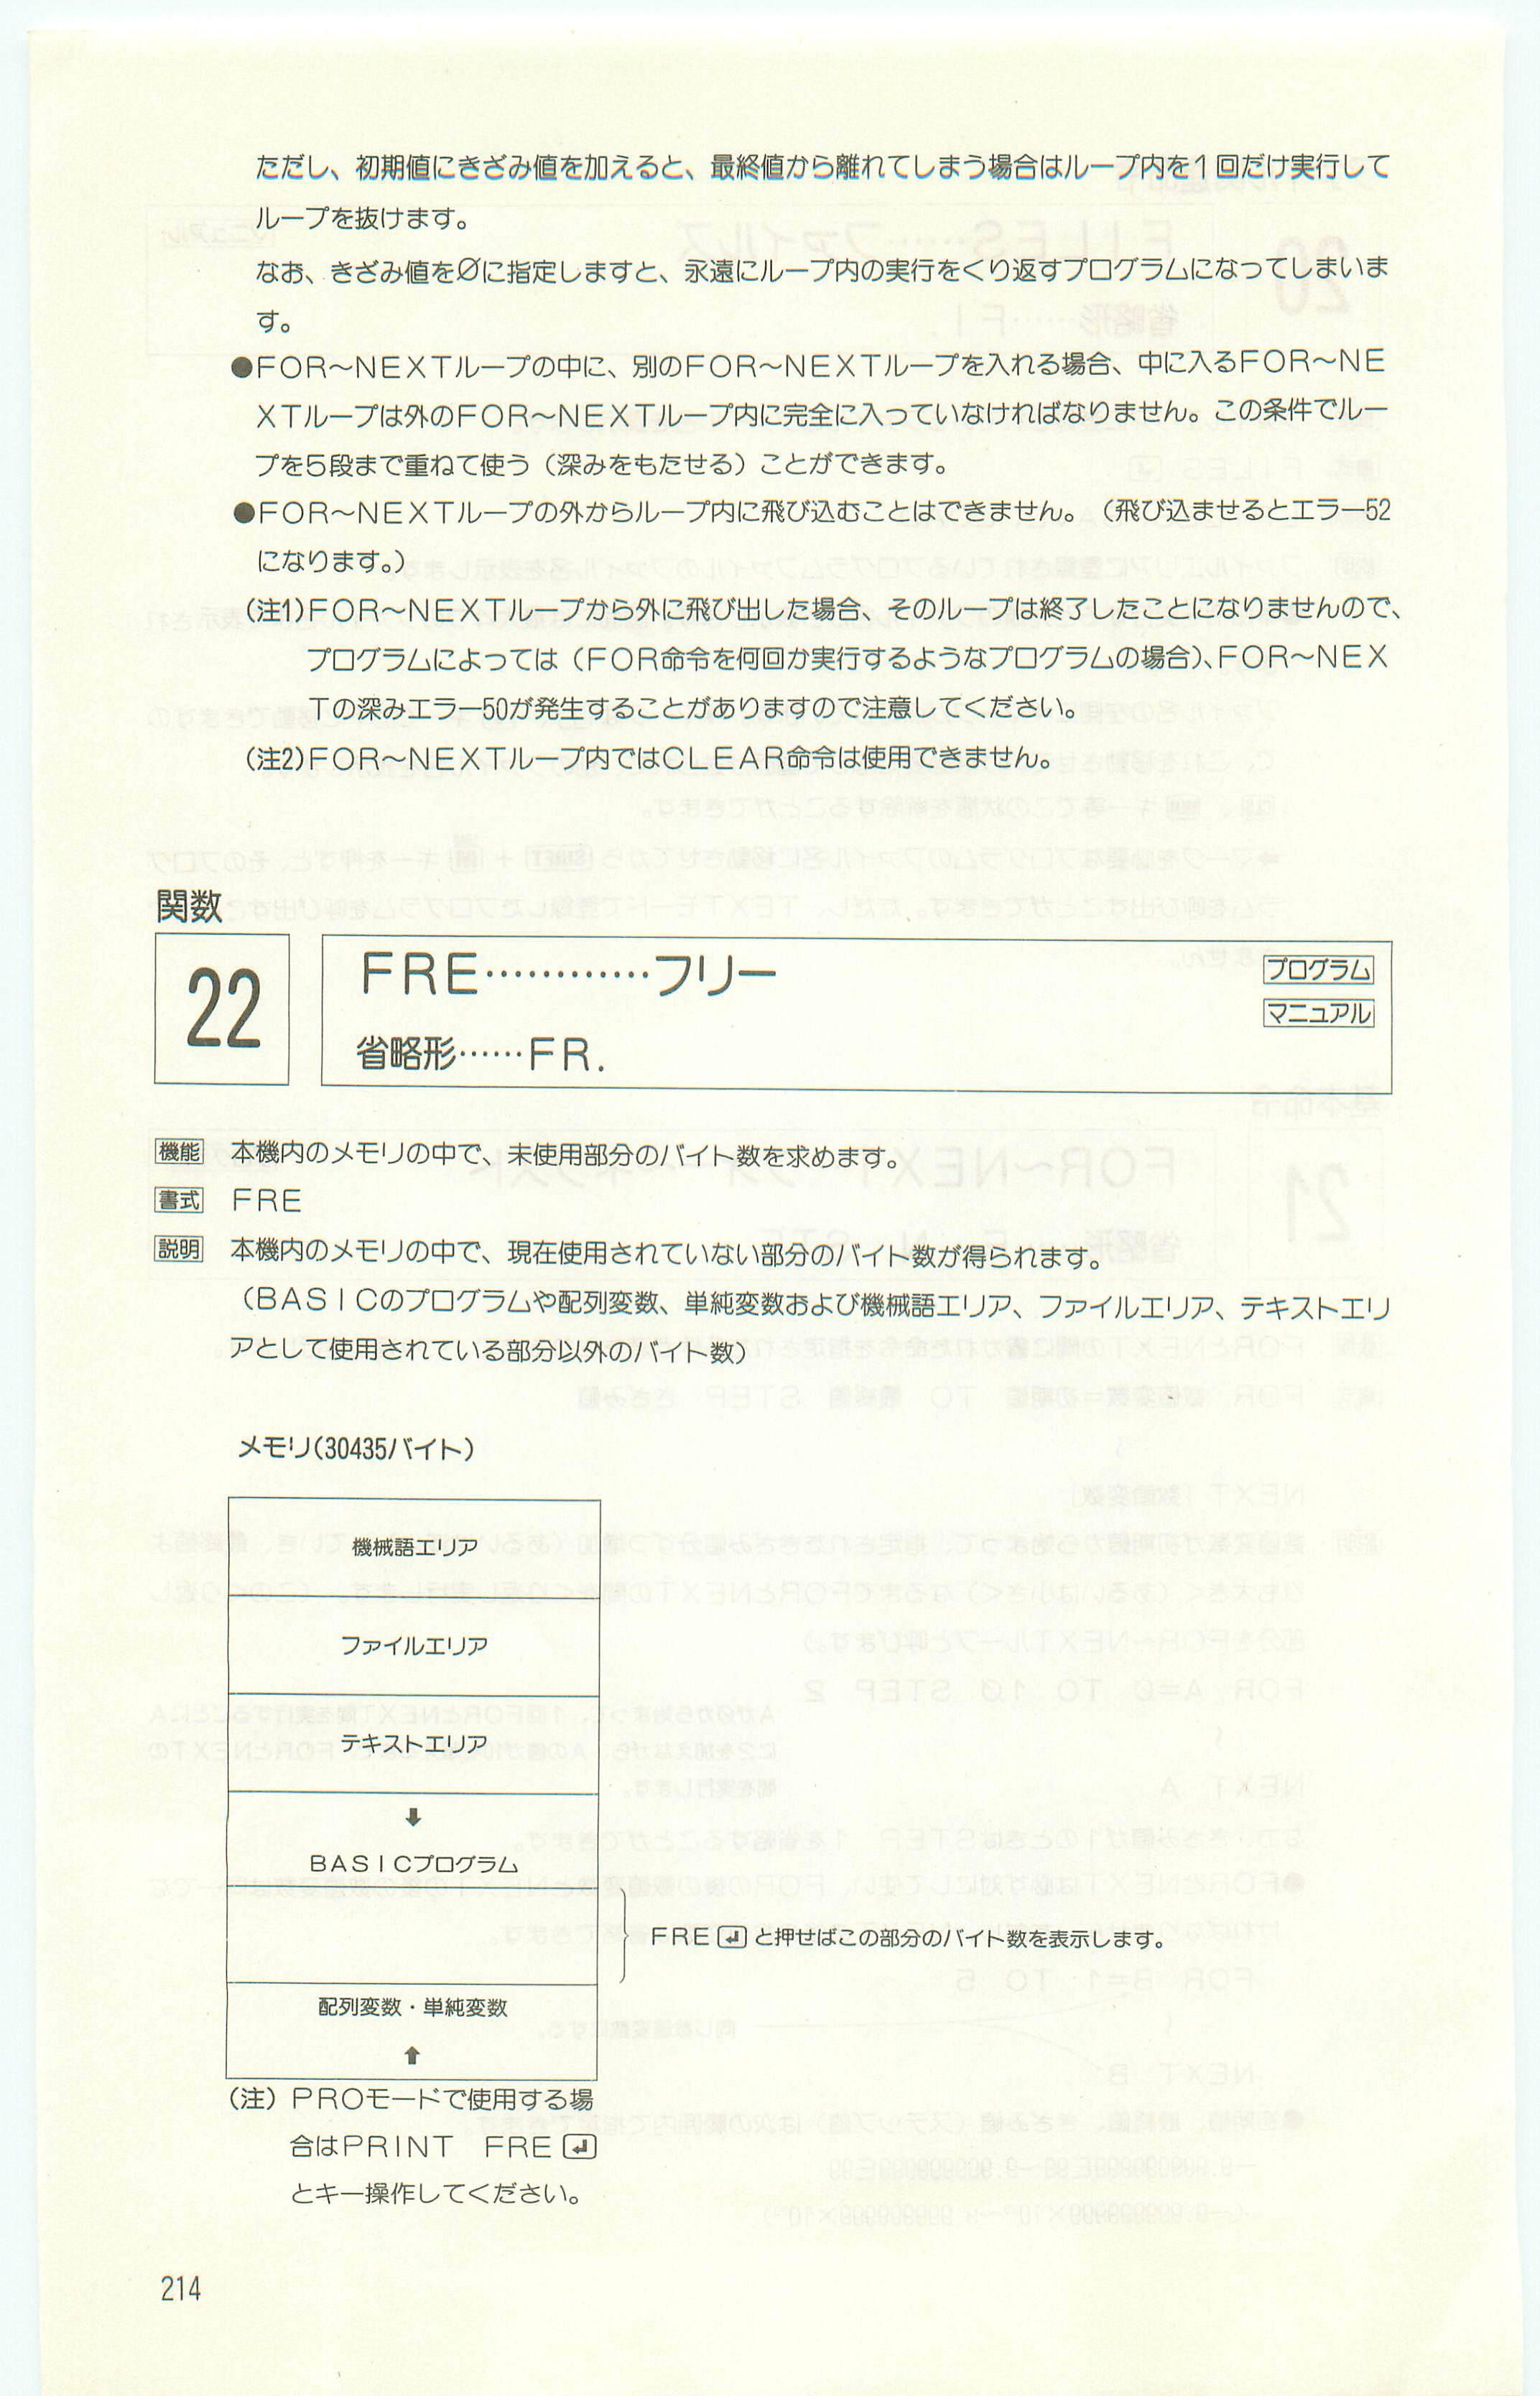 ただし、初期値にきざみ値を加えると、最終値から離れてしまう場合はループ内を1回だけ実行して
ループを抜けます。
なお、きざみ値をØに指定しますと、永遠にループ内の実行をくり返すプログラムになってしまいま
す。
●FOR〜NEXTループの中に、別のFOR〜NEXTループを入れる場合、中に入るFOR〜NE
XTループは外のFOR〜NEXTループ内に完全に入っていなければなりません。この条件でルー
プを5段まで重ねて使う（深みをもたせる）ことができます。
●FOR〜NEXTループの外からループ内に飛び込むことはできません。（飛び込ませるとエラー52
になります。）
(注1)FOR〜NEXTループから外に飛び出した場合、そのループは終了したことになりませんので、
プログラムによっては（FOR命令を何回か実行するようなプログラムの場合）、FOR〜NEX
Tの深みエラー50が発生することがありますので注意してください。
(注2)FOR〜NEXTループ内ではCLEAR命令は使用できません。
関数
22
FRE…………フリー
プログラム
マニュアル
省略形……FR.
機能 本機内のメモリの中で、未使用部分のバイト数を求めます。
書式 FRE
説明 本機内のメモリの中で、現在使用されていない部分のバイト数が得られます。
（BASICのプログラムや配列変数、単純変数および機械語エリア、ファイルエリア、テキストエリ
アとして使用されている部分以外のバイト数）
メモリ(30435バイト)
機械語エリア
ファイルエリア
テキストエリア
⬇
BASICプログラム
FRE ↵ と押せばこの部分のバイト数を表示します。
配列変数・単純変数
⬆
(注) PROモードで使用する場
合はPRINT FRE ↵
とキー操作してください。
214